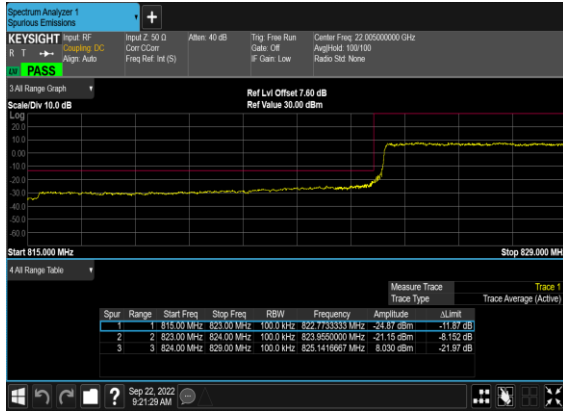 Spectrum Analyzer 1
Spurious Emissions
+
KEYSIGHT Input: RF Input Z: 50 Ω Atten: 40 dB Trig: Free Run Center Freq: 22.005000000 GHz
R T Coupling: DC Corr CCorr Gate: Off Avg|Hold: 100/100
Align: Auto Freq Ref: Int (S) IF Gain: Low Radio Std: None
PASS
3 All Range Graph
Ref Lvl Offset 7.60 dB
Scale/Div 10.0 dB Ref Value 30.00 dBm
Log
20.0
10.0
0.00
-10.0
-20.0
-30.0
-40.0
-50.0
-60.0
Start 815.000 MHz Stop 829.000 MHz
4 All Range Table
Measure Trace Trace 1
Trace Type Trace Average (Active)
Spur Range Start Freq Stop Freq RBW Frequency Amplitude ΔLimit
1 1 815.00 MHz 823.00 MHz 100.0 kHz 822.7733333 MHz -24.87 dBm -11.87 dB
2 2 823.00 MHz 824.00 MHz 100.0 kHz 823.9550000 MHz -21.15 dBm -8.152 dB
3 3 824.00 MHz 829.00 MHz 100.0 kHz 825.1416667 MHz 8.030 dBm -21.97 dB
? Sep 22, 2022
9:21:29 AM